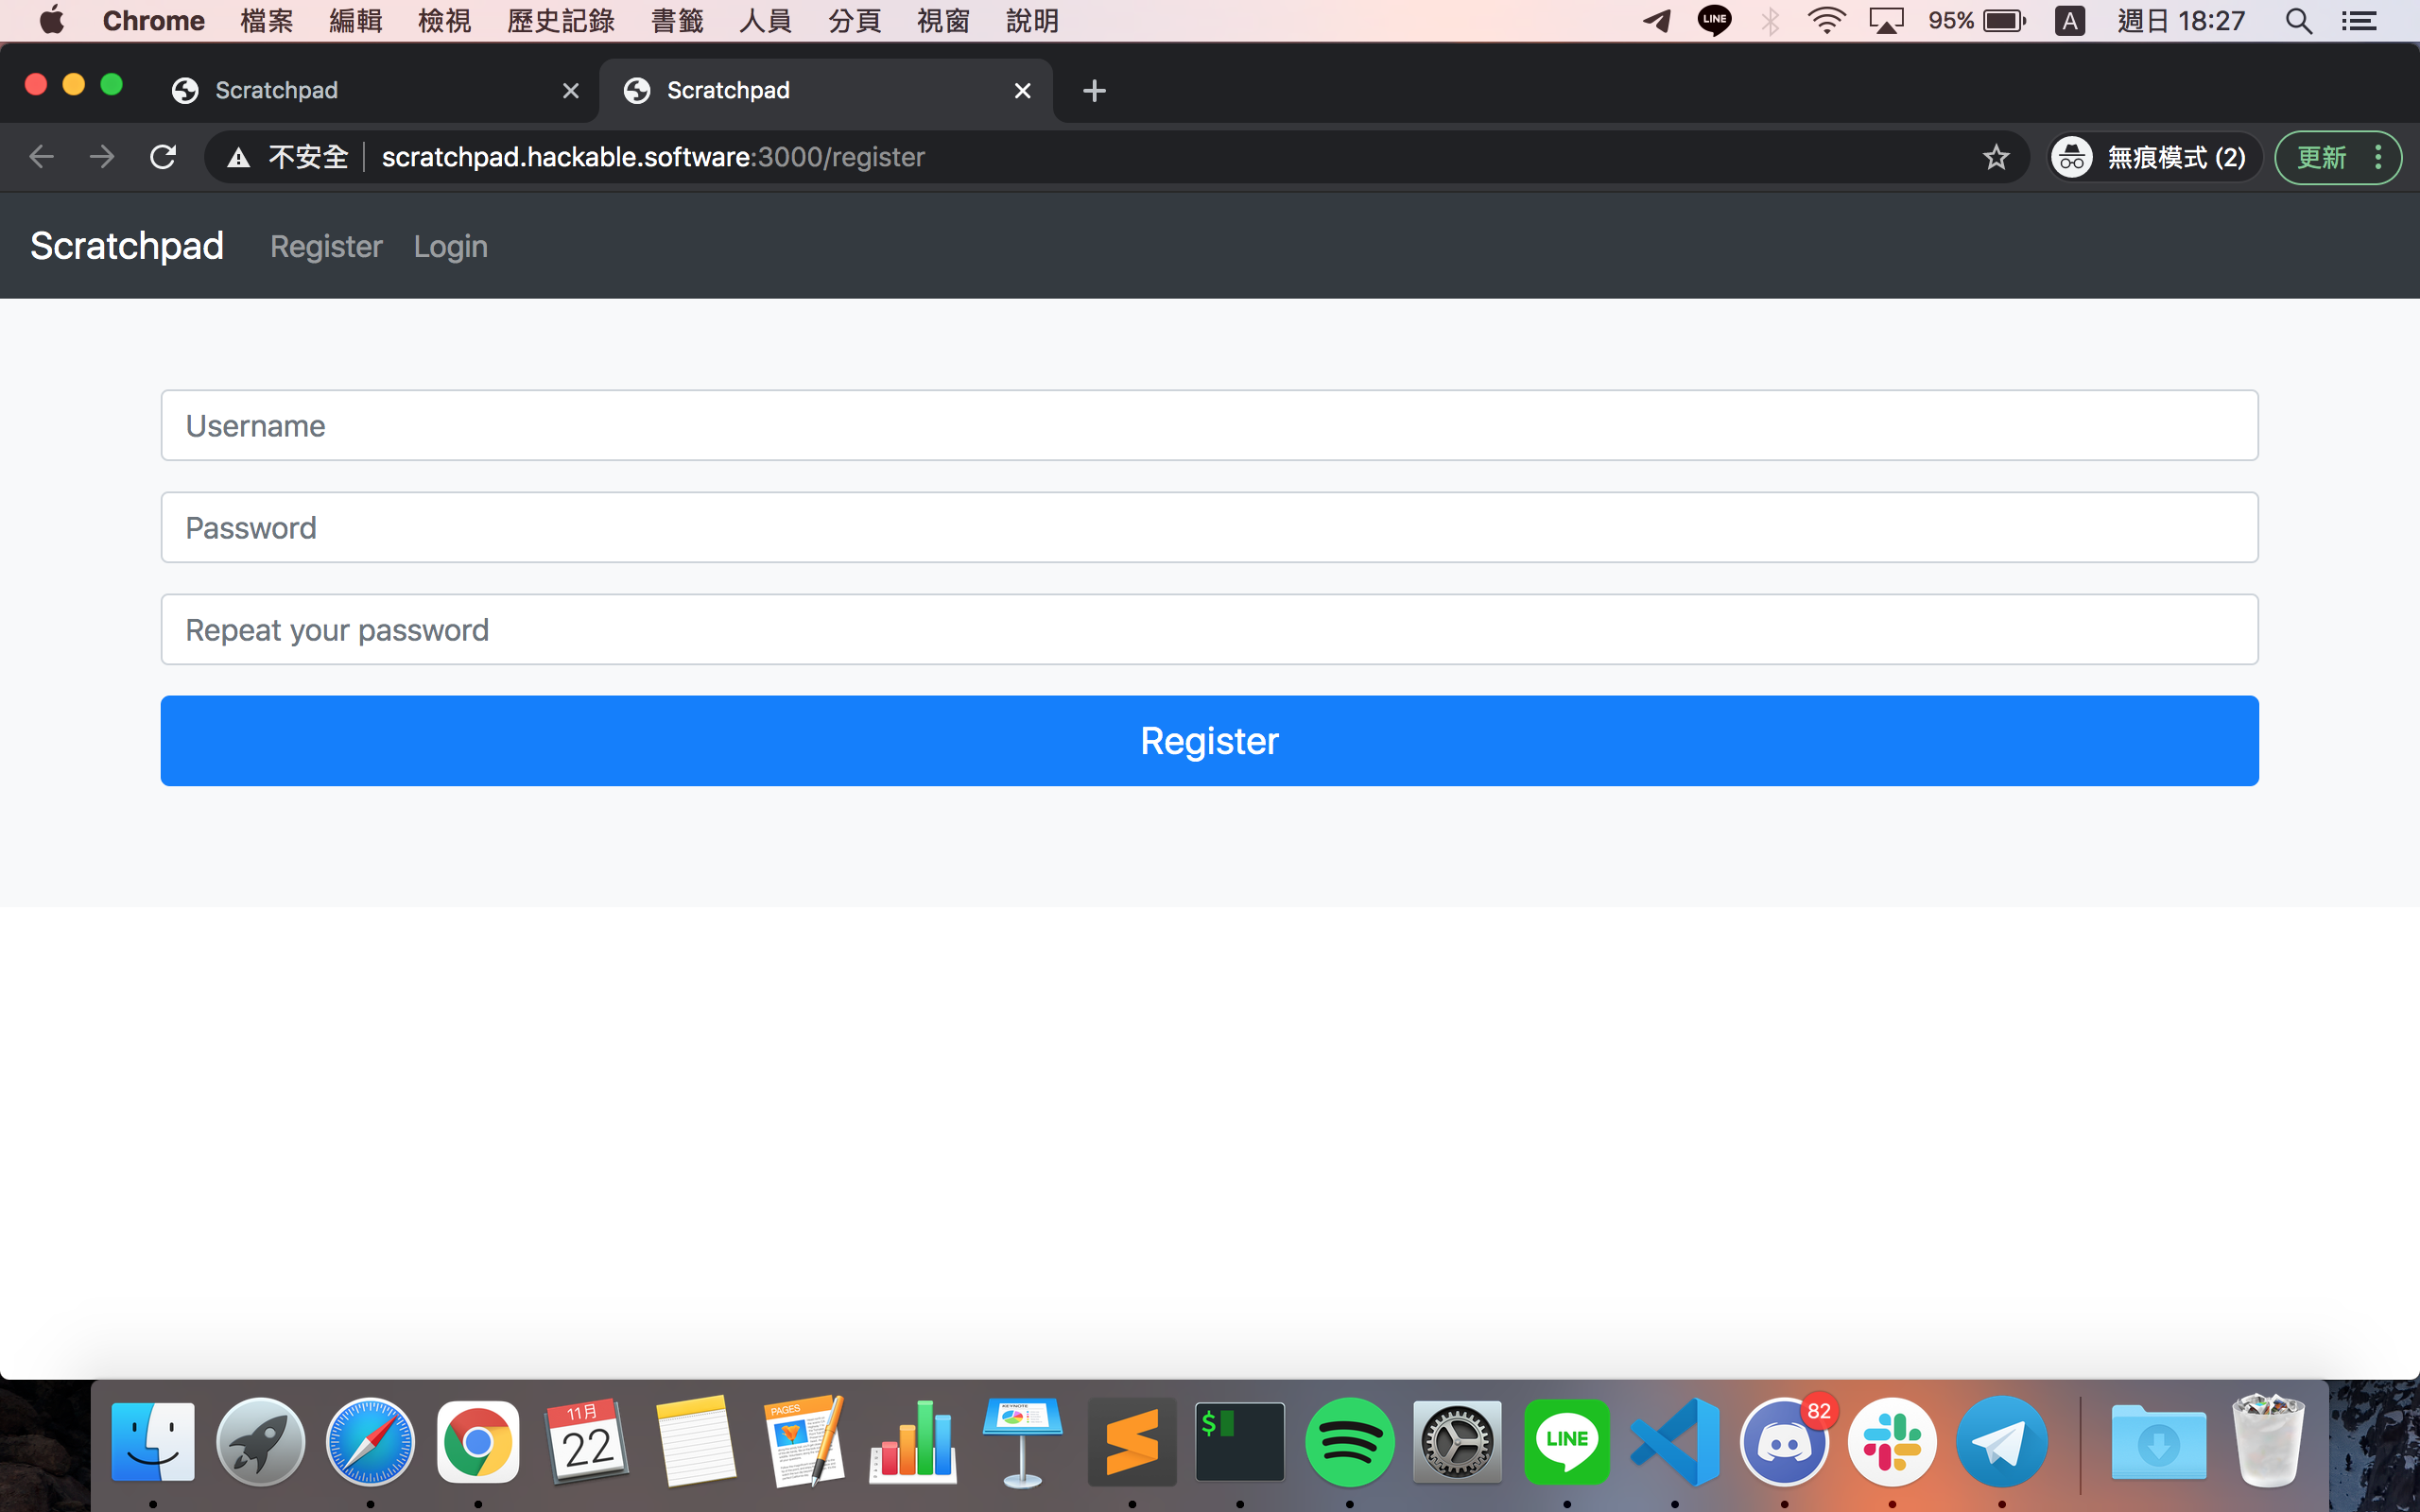 Chrome 檔案 編輯 檢視 歷史記錄 書籤 人員 分頁 視窗 說明 LINE 95% A 週日 18:27
Scratchpad Scratchpad
不安全 scratchpad.hackable.software:3000/register 無痕模式 (2) 更新
Scratchpad Register Login
Username
Password
Repeat your password
Register
11月 22 PAGES KEYNOTE $ LINE 82